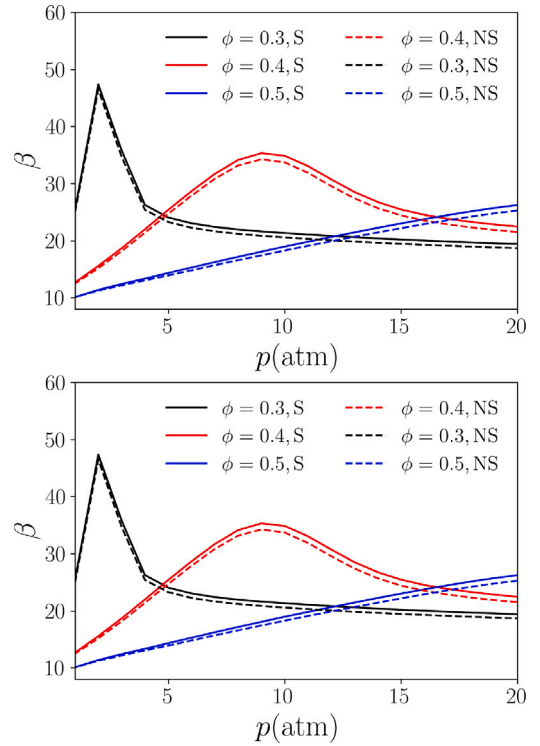 60
50
40
30
20
10
β
ϕ = 0.3, S
ϕ = 0.4, S
ϕ = 0.5, S
ϕ = 0.4, NS
ϕ = 0.3, NS
ϕ = 0.5, NS
5 10 15 20
p(atm)
60
50
40
30
20
10
β
ϕ = 0.3, S
ϕ = 0.4, S
ϕ = 0.5, S
ϕ = 0.4, NS
ϕ = 0.3, NS
ϕ = 0.5, NS
5 10 15 20
p(atm)